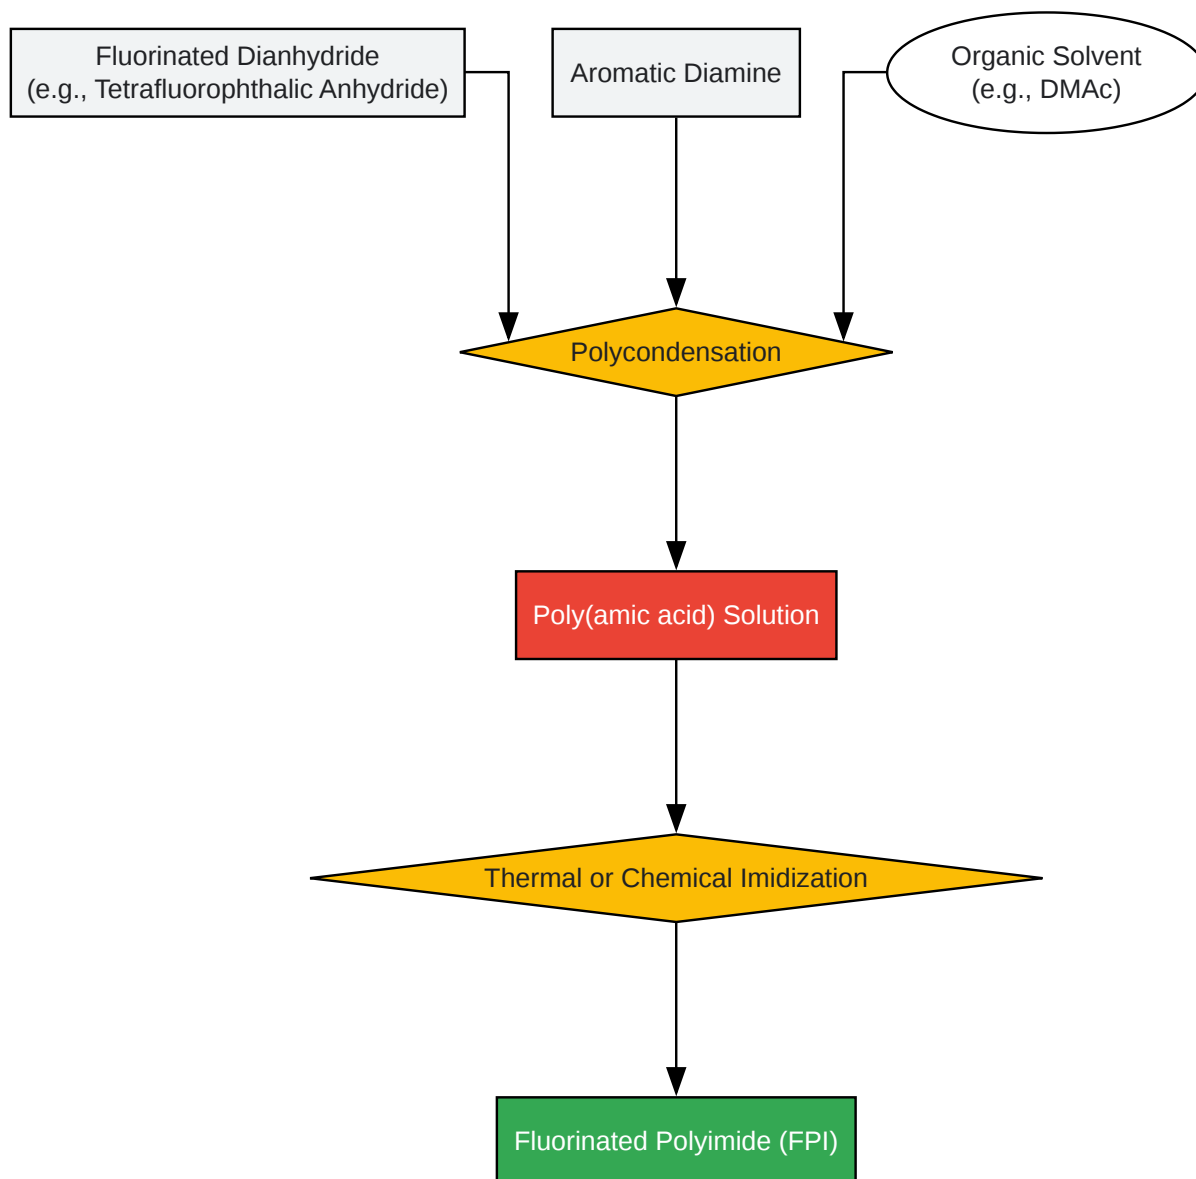 Fluorinated Dianhydride
(e.g., Tetrafluorophthalic Anhydride)
Aromatic Diamine
Organic Solvent
(e.g., DMAc)
Polycondensation
Poly(amic acid) Solution
Thermal or Chemical Imidization
Fluorinated Polyimide (FPI)